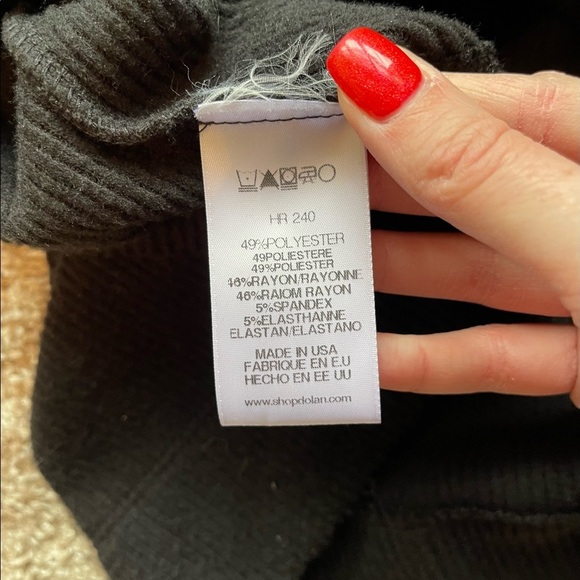 HR 240
49%POLYESTER
49POLIESTERE
49%POLIESTER
46%RAYON/RAYONNE
46%RAIOM RAYON
5%SPANDEX
5%ELASTHANNE
ELASTAN/ELASTANO
MADE IN USA
FABRIQUE EN E.U
HECHO EN EE UU
www.shopdolan.com